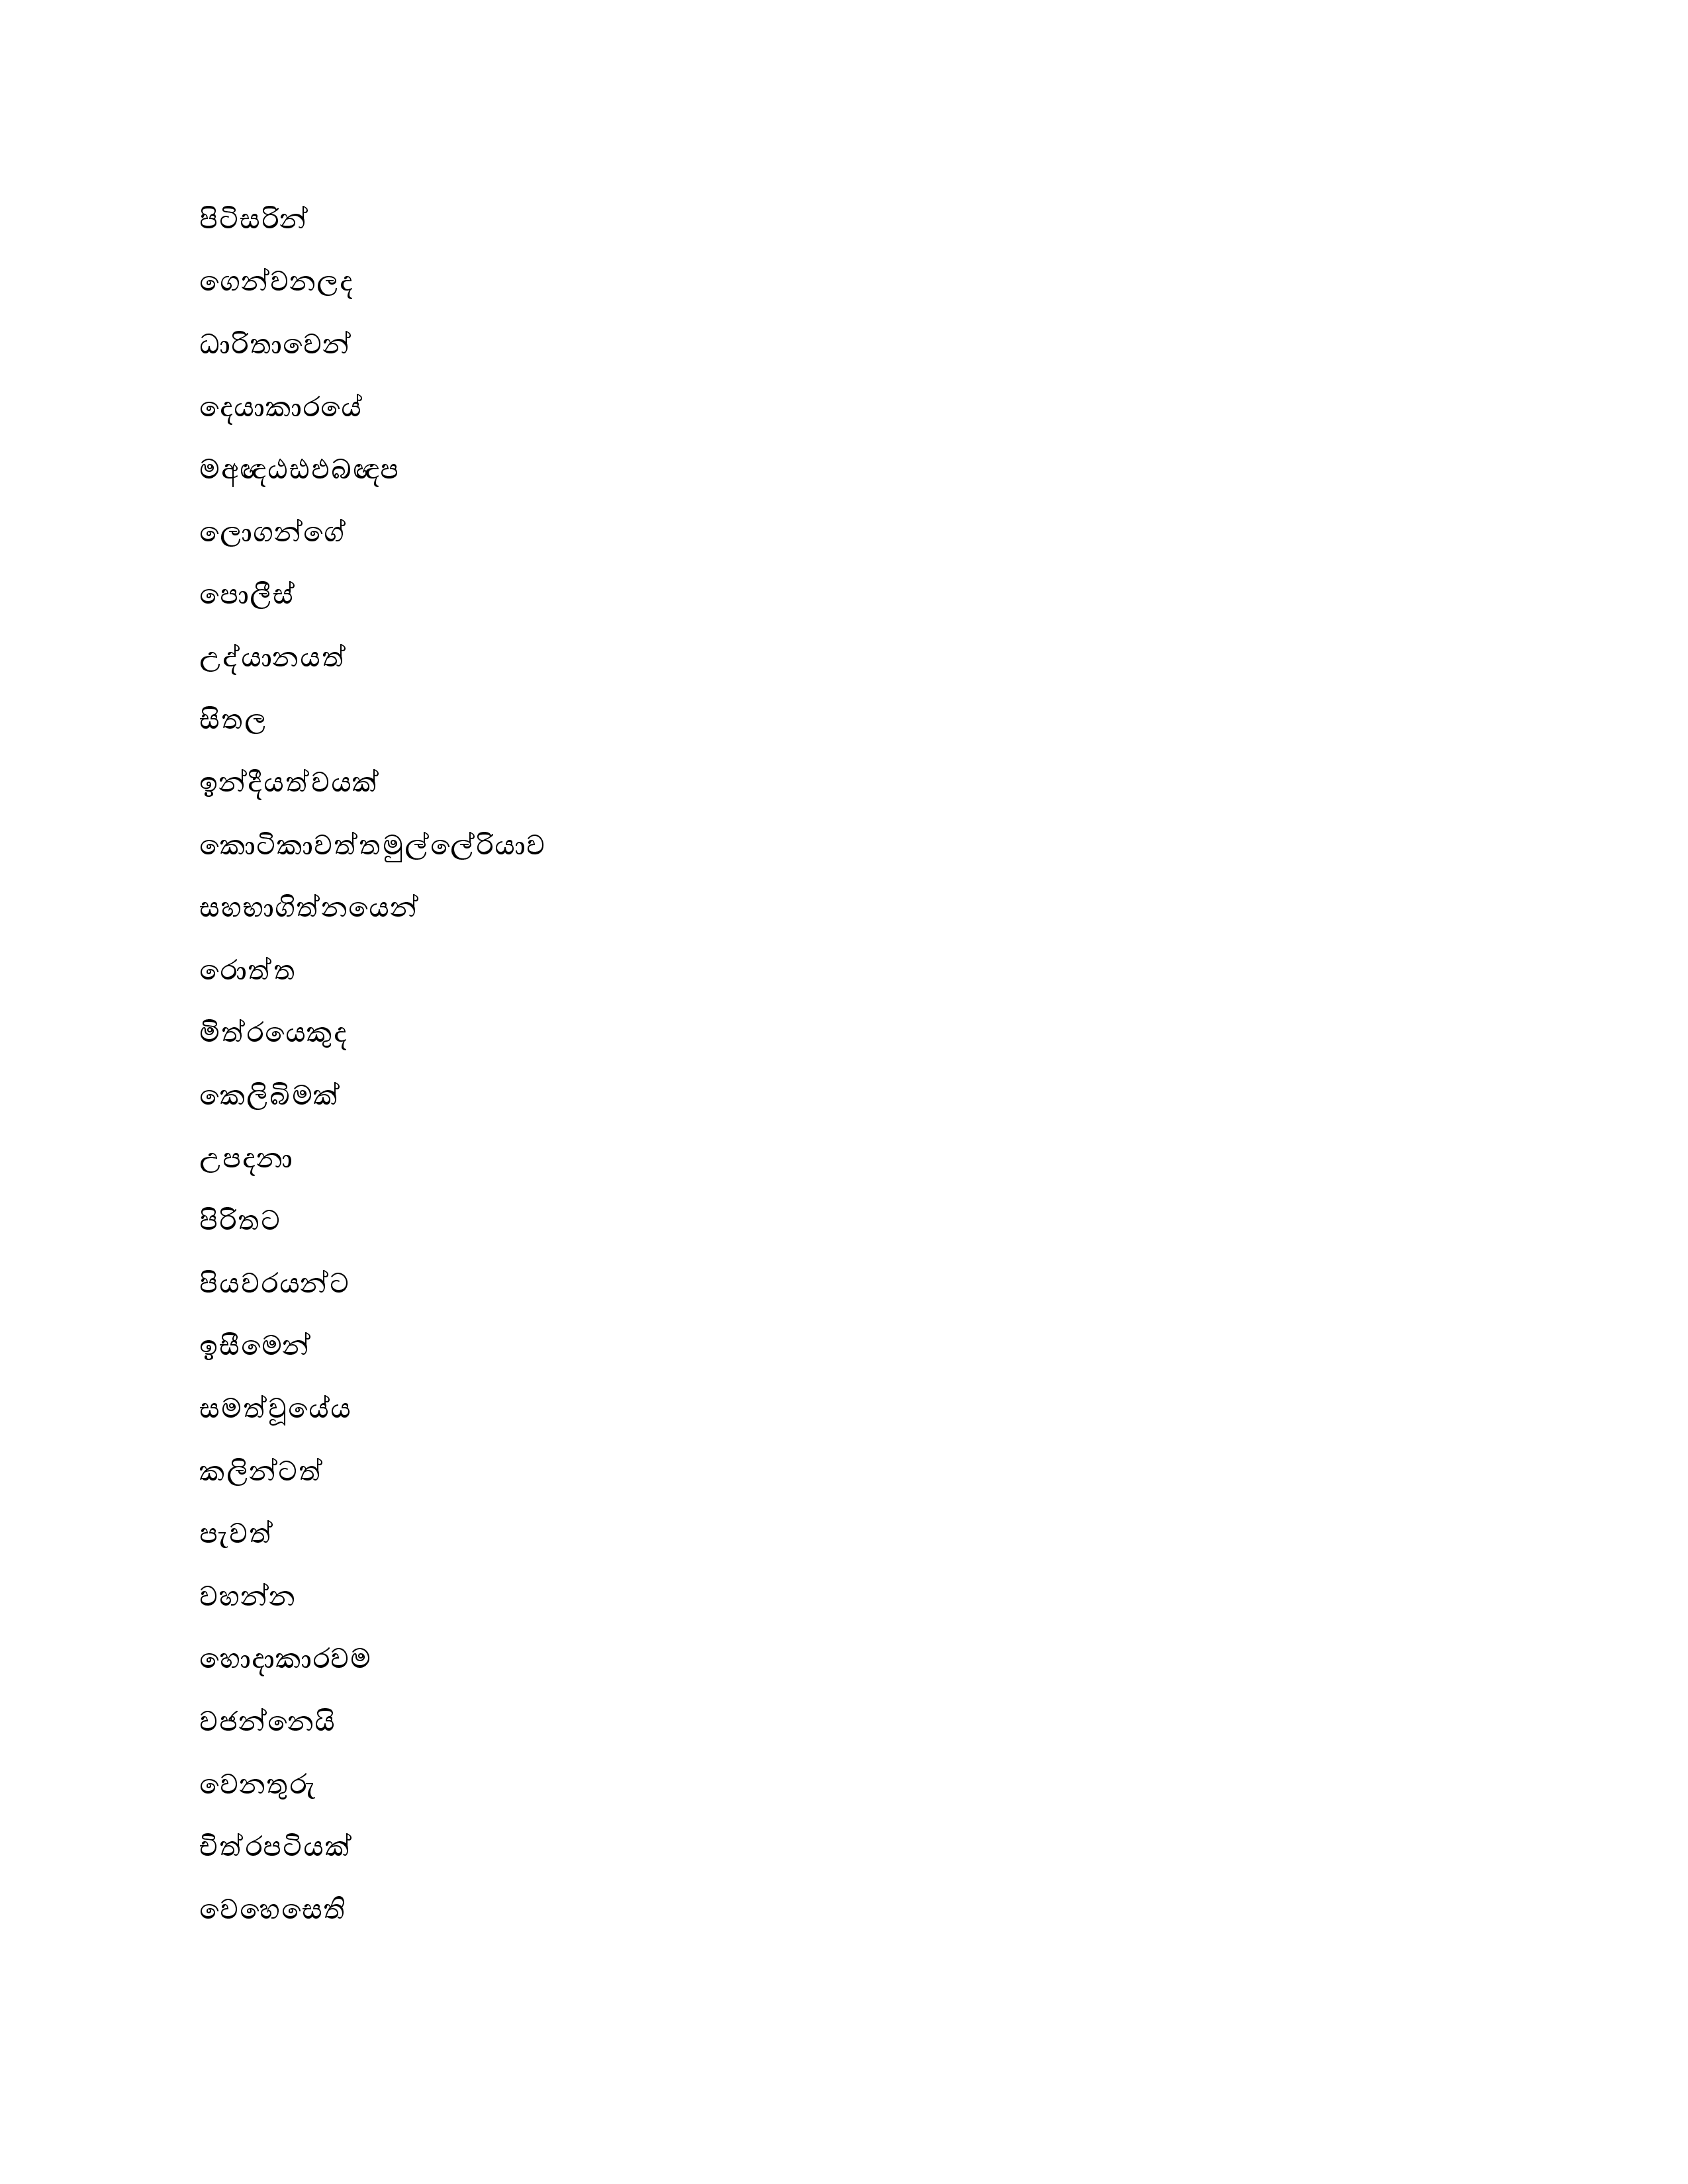 පිටිසරින්
ගෙන්වනලද
ධාරිතාවෙන්
දෙයාකාරයේ
මඅඥඨඪඵබඥප
ලොගන්ගේ
පොලීස්
උද්යානයත්
සිතල
ඉන්දීයත්වයක්
කොටිකාවත්තමුල්ලේරියාව
සහභාගිත්නයෙන්
රොත්ත
මිත්රයෙකුද
කෙලිබිමක්
උපදනා
පිරිතට
පියවරයන්ට
ඉසීමෙන්
සමත්වූයේය
කලින්ටත්
පැවත්
වහන්න
හොදාකාරවම
වජන්නෙයි
වෙනතුරු
චිත්රපටියක්
වෙහෙසෙති